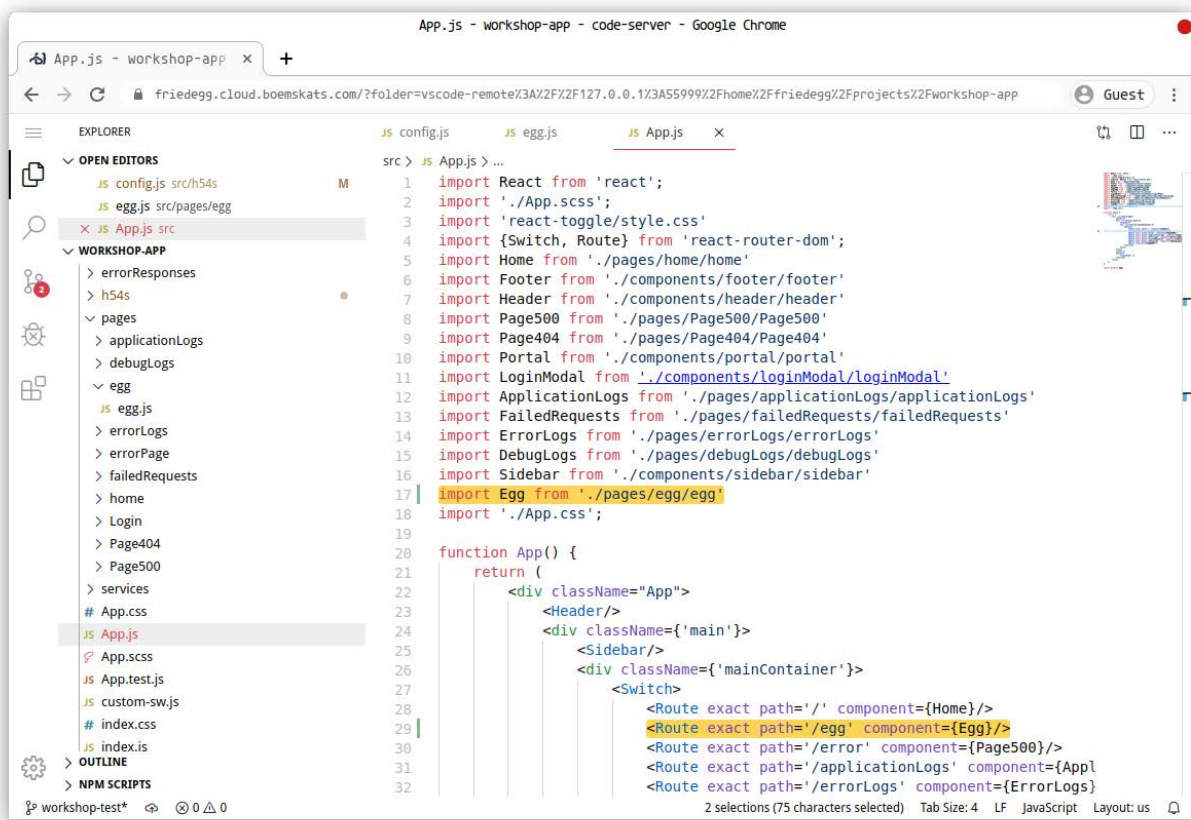 App.js - workshop-app - code-server - Google Chrome
App.js - workshop-app × +
friedegg.cloud.boemskats.com/?folder=vscode-remote%3A%2F%2F127.0.0.1%3A55999%2Fhome%2Ffriedegg%2Fprojects%2Fworkshop-app Guest
EXPLORER
OPEN EDITORS
JS config.js src/h54s M
JS egg.js src/pages/egg
× JS App.js src
WORKSHOP-APP
> errorResponses
> h54s
pages
> applicationLogs
> debugLogs
egg
JS egg.js
> errorLogs
> errorPage
> failedRequests
> home
> Login
> Page404
> Page500
> services
# App.css
JS App.js
App.scss
JS App.test.js
JS custom-sw.js
# index.css
JS index.js
> OUTLINE
> NPM SCRIPTS
2
JS config.js JS egg.js JS App.js × ...
src > JS App.js > ...
1 import React from 'react';
2 import './App.scss';
3 import 'react-toggle/style.css'
4 import {Switch, Route} from 'react-router-dom';
5 import Home from './pages/home/home'
6 import Footer from './components/footer/footer'
7 import Header from './components/header/header'
8 import Page500 from './pages/Page500/Page500'
9 import Page404 from './pages/Page404/Page404'
10 import Portal from './components/portal/portal'
11 import LoginModal from './components/loginModal/loginModal'
12 import ApplicationLogs from './pages/applicationLogs/applicationLogs'
13 import FailedRequests from './pages/failedRequests/failedRequests'
14 import ErrorLogs from './pages/errorLogs/errorLogs'
15 import DebugLogs from './pages/debugLogs/debugLogs'
16 import Sidebar from './components/sidebar/sidebar'
17 import Egg from './pages/egg/egg'
18 import './App.css';
19
20 function App() {
21 return (
22 <div className="App">
23 <Header/>
24 <div className={'main'}>
25 <Sidebar/>
26 <div className={'mainContainer'}>
27 <Switch>
28 <Route exact path='/' component={Home}/>
29 <Route exact path='/egg' component={Egg}/>
30 <Route exact path='/error' component={Page500}/>
31 <Route exact path='/applicationLogs' component={Appl
32 <Route exact path='/errorLogs' component={ErrorLogs}
workshop-test* 0 0 2 selections (75 characters selected) Tab Size: 4 LF JavaScript Layout: us